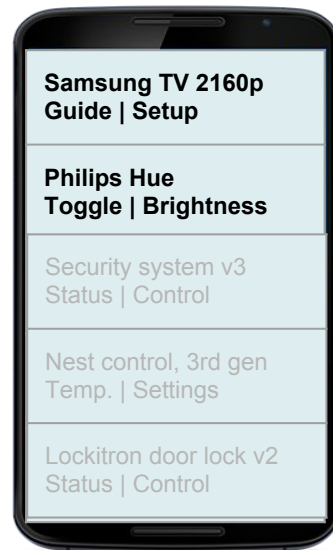 Samsung TV 2160p
Guide | Setup
Philips Hue
Toggle | Brightness
Security system v3
Status | Control
Nest control, 3rd gen
Temp. | Settings
Lockitron door lock v2
Status | Control